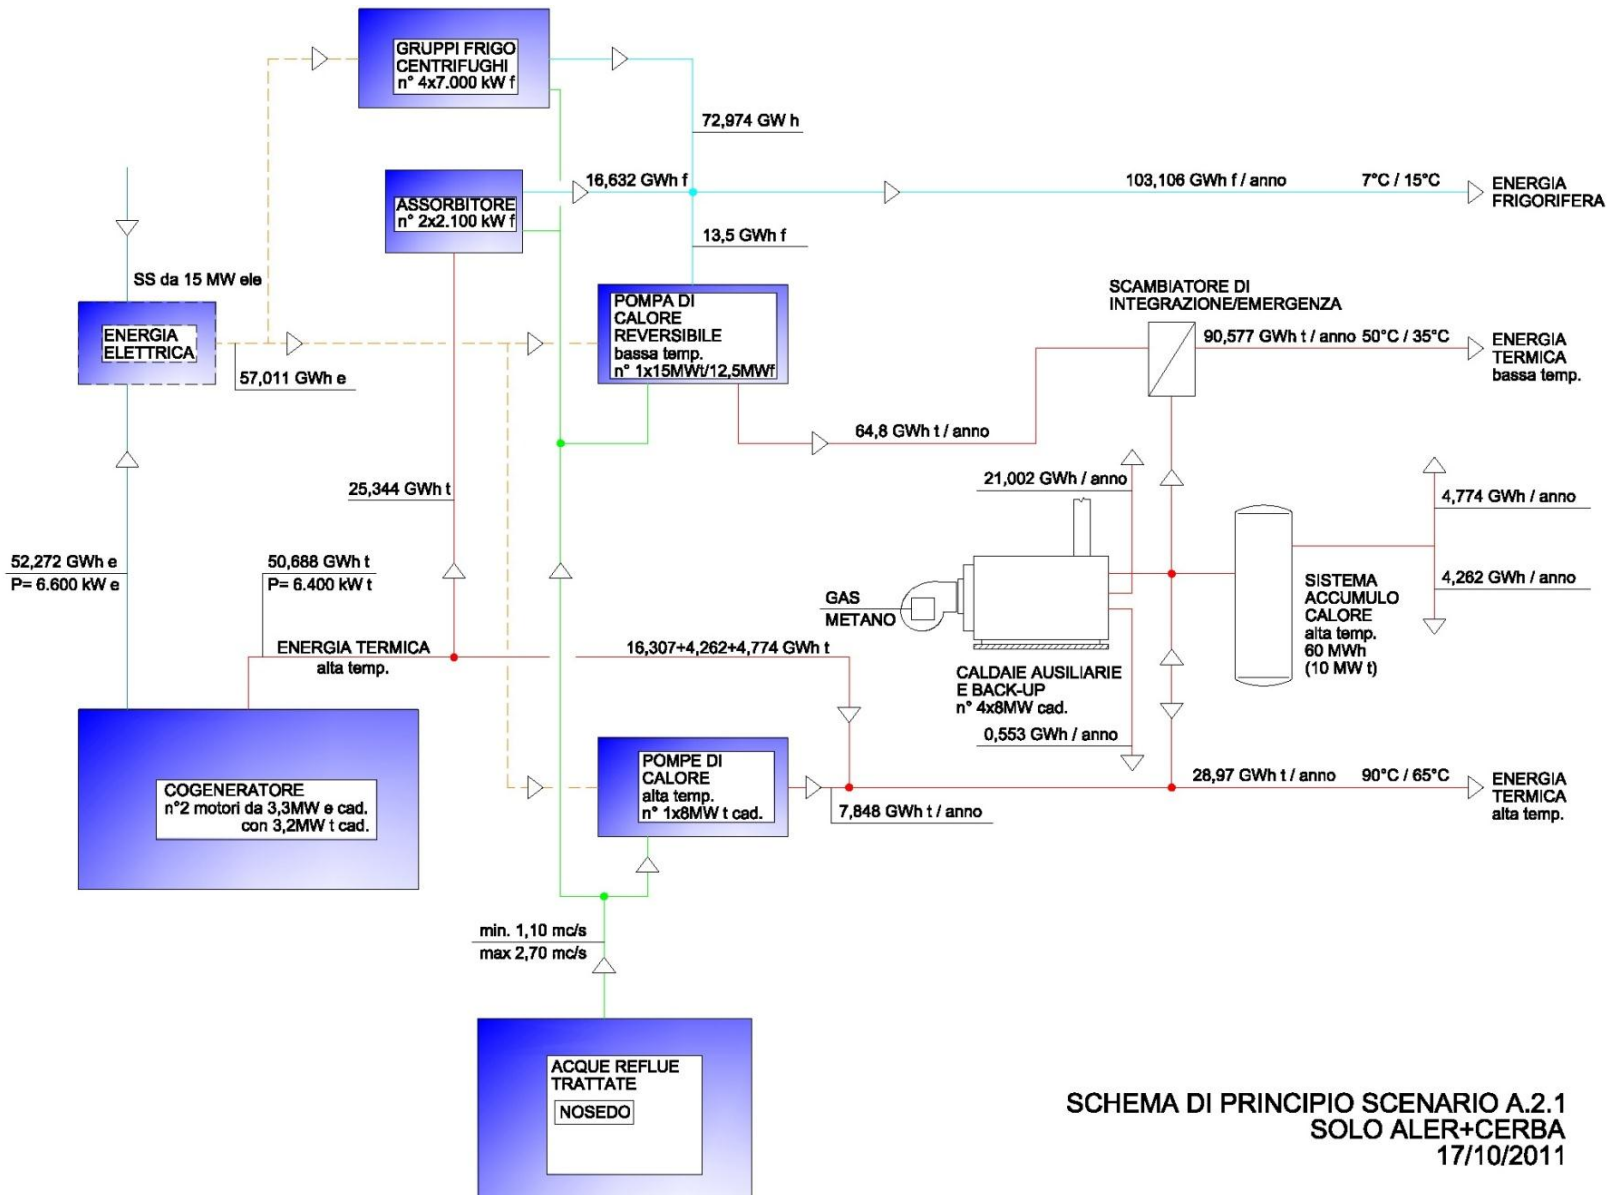 GRUPPI FRIGO
CENTRIFUGHI
n° 4x7.000 kW f
72,974 GW h
ASSORBITORE
n° 2x2.100 kW f
16,632 GWh f
103,106 GWh f / anno
7°C / 15°C
ENERGIA
FRIGORIFERA
13,5 GWh f
SS da 15 MW ele
ENERGIA
ELETTRICA
57,011 GWh e
POMPA DI
CALORE
REVERSIBILE
bassa temp.
n° 1x15MWt/12,5MWf
SCAMBIATORE DI
INTEGRAZIONE/EMERGENZA
90,577 GWh t / anno 50°C / 35°C
ENERGIA
TERMICA
bassa temp.
64,8 GWh t / anno
25,344 GWh t
21,002 GWh / anno
4,774 GWh / anno
52,272 GWh e
P= 6.600 kW e
50,688 GWh t
P= 6.400 kW t
GAS
METANO
SISTEMA
ACCUMULO
CALORE
alta temp.
60 MWh
(10 MW t)
4,262 GWh / anno
ENERGIA TERMICA
alta temp.
16,307+4,262+4,774 GWh t
CALDAIE AUSILIARIE
E BACK-UP
n° 4x8MW cad.
0,553 GWh / anno
COGENERATORE
n°2 motori da 3,3MW e cad.
con 3,2MW t cad.
POMPE DI
CALORE
alta temp.
n° 1x8MW t cad.
7,848 GWh t / anno
28,97 GWh t / anno
90°C / 65°C
ENERGIA
TERMICA
alta temp.
min. 1,10 mc/s
max 2,70 mc/s
ACQUE REFLUE
TRATTATE
NOSEDO
SCHEMA DI PRINCIPIO SCENARIO A.2.1
SOLO ALER+CERBA
17/10/2011